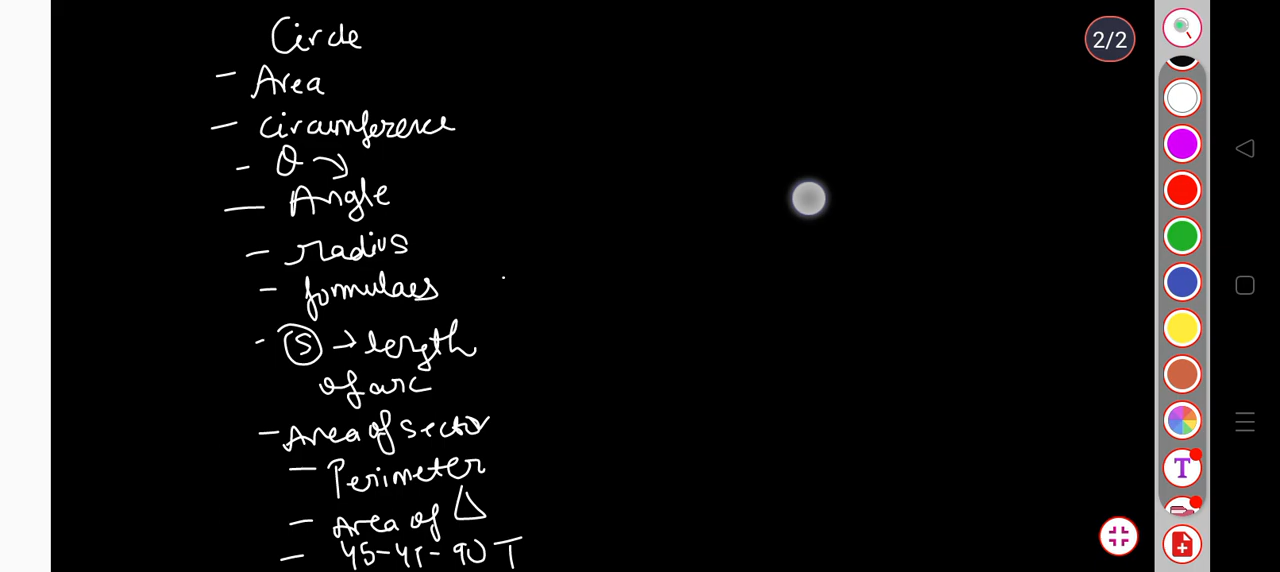 Circle
- Area
- circumference
- θ →
- Angle
- radius
- formulaes
- S → length
of arc
- Area of sector
- Perimeter
- Area of △
- 45-45-90 T
2/2
T